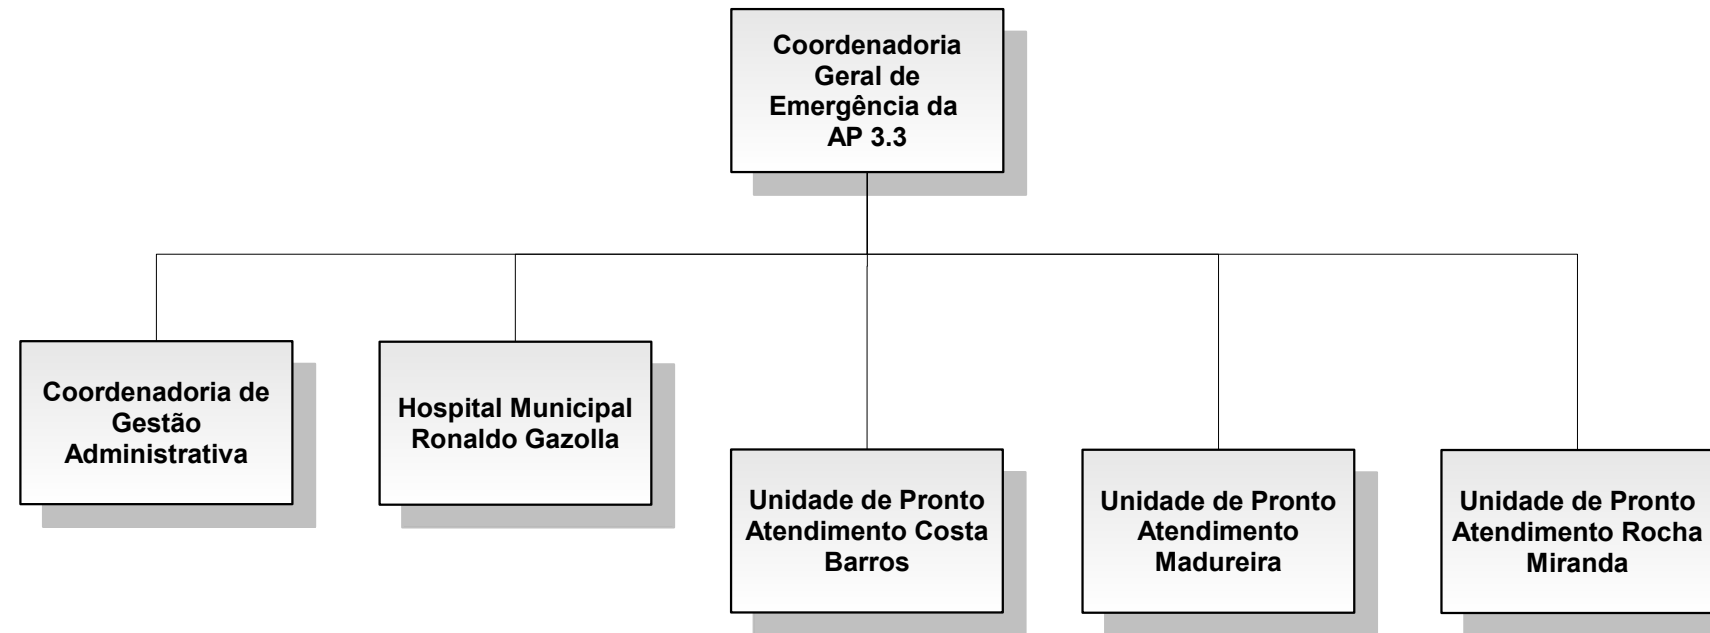 Coordenadoria
Geral de
Emergência da
AP 3.3
Coordenadoria de
Gestão
Administrativa
Hospital Municipal
Ronaldo Gazolla
Unidade de Pronto
Atendimento Costa
Barros
Unidade de Pronto
Atendimento
Madureira
Unidade de Pronto
Atendimento Rocha
Miranda